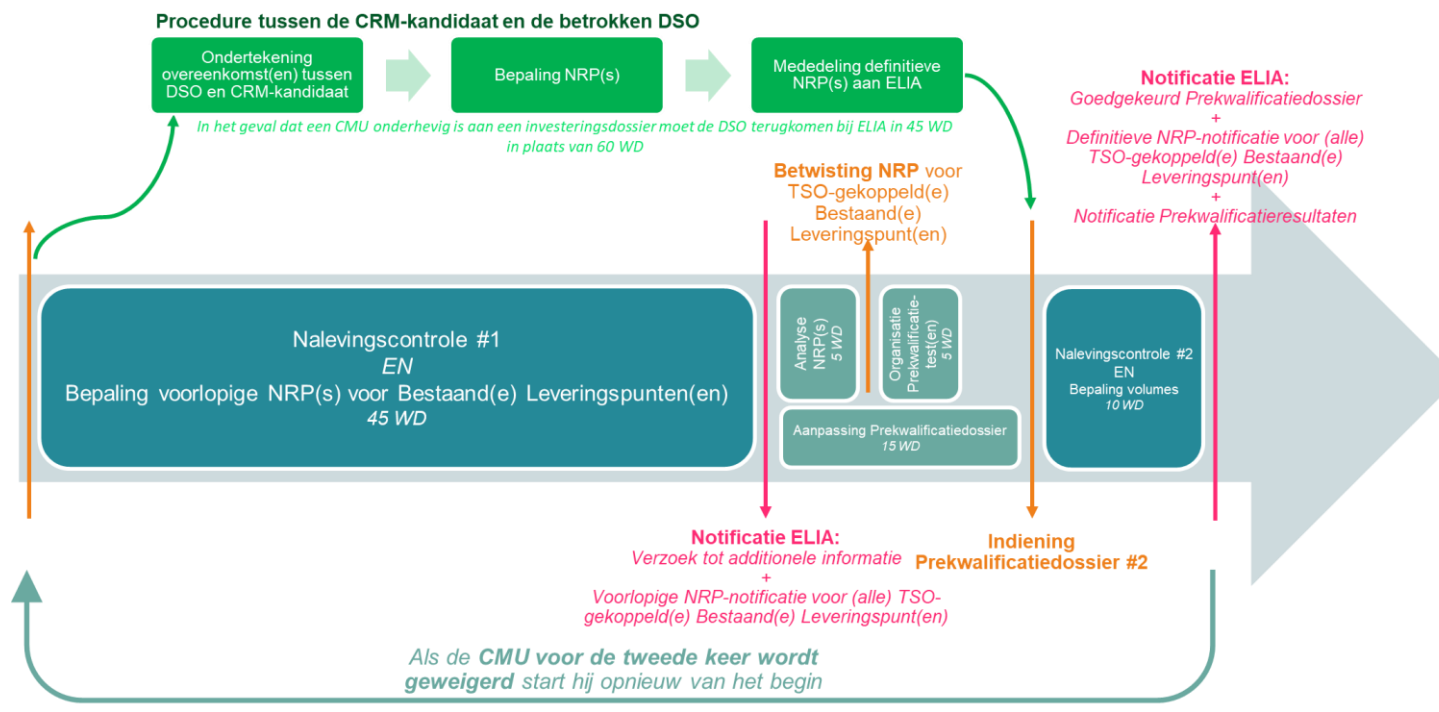 Procedure tussen de CRM-kandidaat en de betrokken DSO
Ondertekening
overeenkomst(en) tussen
DSO en CRM-kandidaat
Bepaling NRP(s)
Mededeling definitieve
NRP(s) aan ELIA
In het geval dat een CMU onderhevig is aan een investeringsdossier moet de DSO terugkomen bij ELIA in 45 WD
in plaats van 60 WD
Notificatie ELIA:
Goedgekeurd Prekwalificatiedossier
+
Definitieve NRP-notificatie voor (alle)
TSO-gekoppeld(e) Bestaand(e)
Leveringspunt(en)
+
Notificatie Prekwalificatieresultaten
Betwisting NRP voor
TSO-gekoppeld(e)
Bestaand(e)
Leveringspunt(en)
Nalevingscontrole #1
EN
Bepaling voorlopige NRP(s) voor Bestaand(e) Leveringspunten(en)
45 WD
Analyse
NRP(s)
5 WD
Organisatie
Prekwalificatie-
test(en)
5 WD
Aanpassing Prekwalificatiedossier
15 WD
Nalevingscontrole #2
EN
Bepaling volumes
10 WD
Notificatie ELIA:
Verzoek tot additionele informatie
+
Voorlopige NRP-notificatie voor (alle) TSO-
gekoppeld(e) Bestaand(e) Leveringspunt(en)
Indiening
Prekwalificatiedossier #2
Als de CMU voor de tweede keer wordt
geweigerd start hij opnieuw van het begin